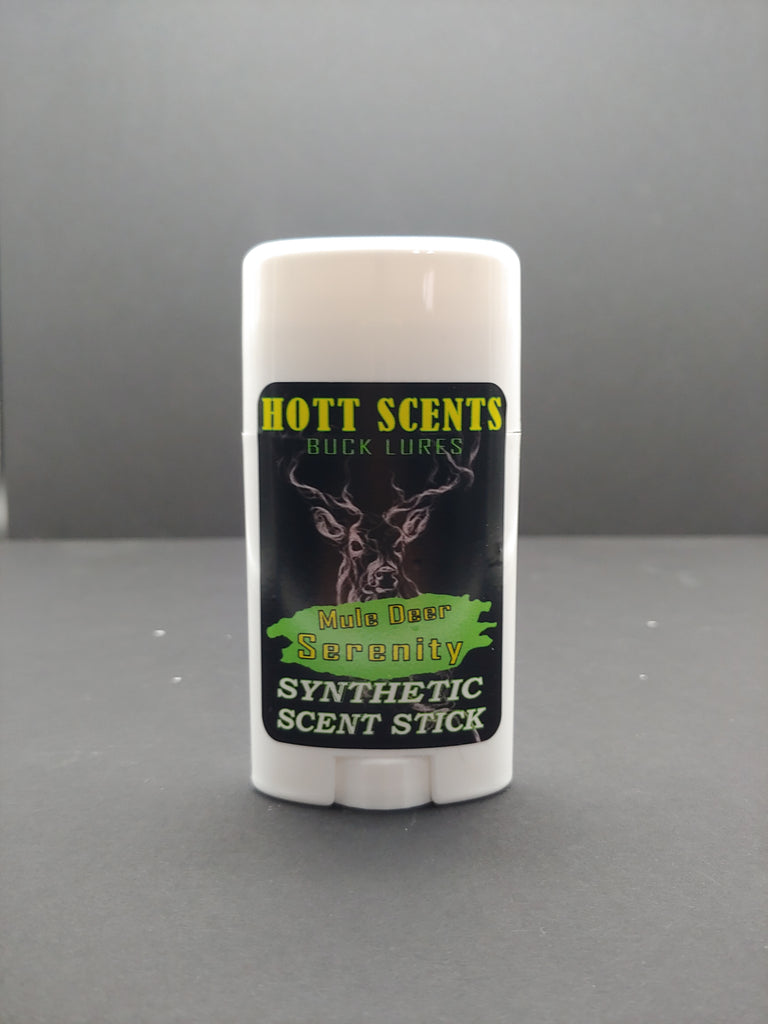 HOTT SCENTS
BUCK LURES
Mule Deer
Serenity
SYNTHETIC
SCENT STICK